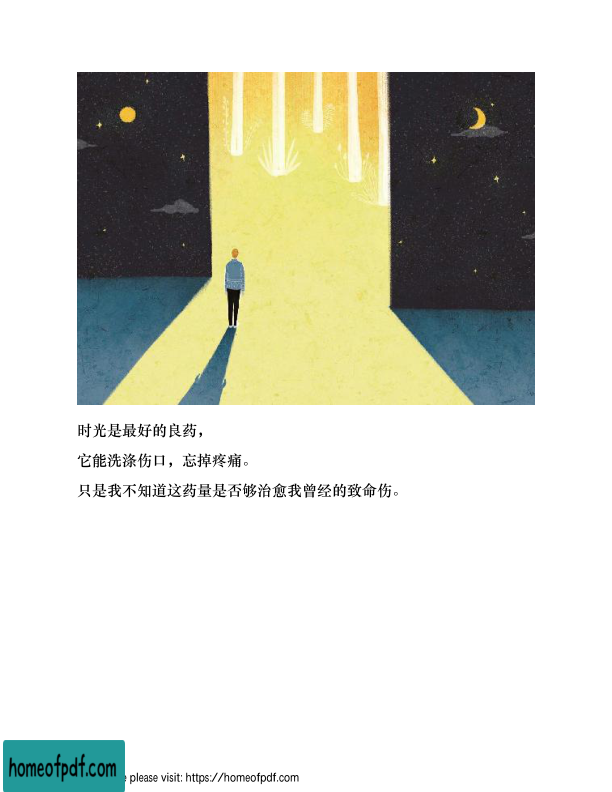 时光是最好的良药，
它能洗涤伤口，忘掉疼痛。
只是我不知道这药量是否够治愈我曾经的致命伤。
homeofpdf.com
please visit: https://homeofpdf.com